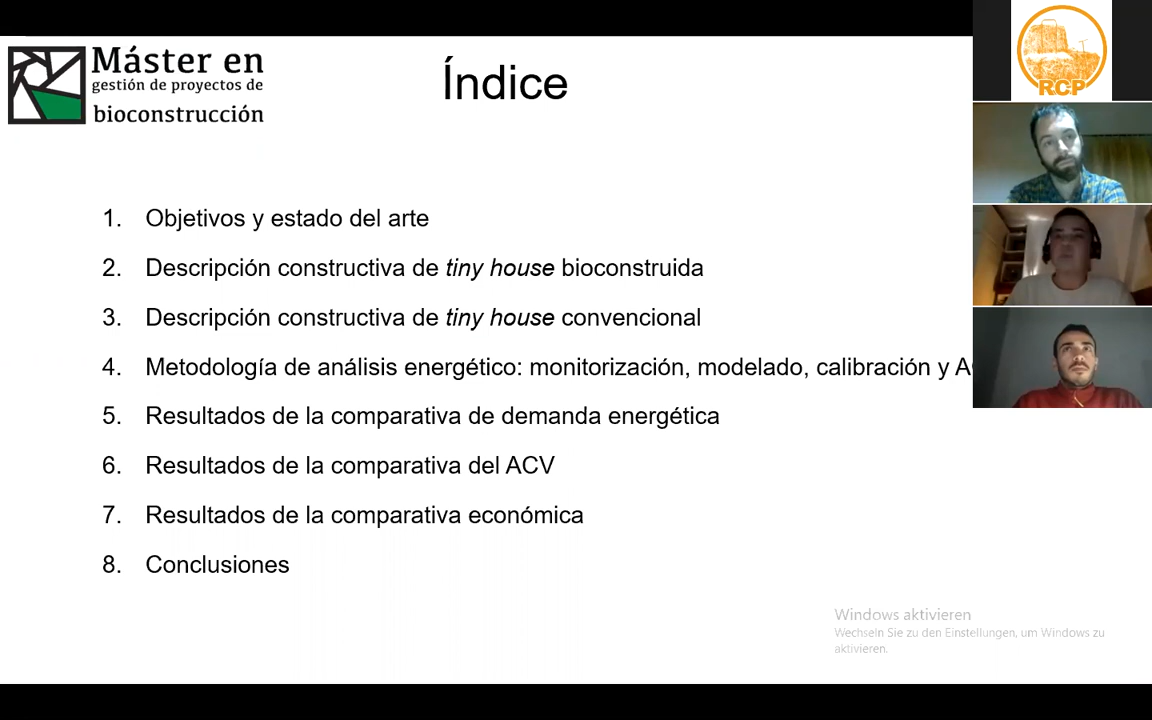 Máster en
gestión de proyectos de
bioconstrucción
Índice
RCP
1. Objetivos y estado del arte
2. Descripción constructiva de tiny house bioconstruida
3. Descripción constructiva de tiny house convencional
4. Metodología de análisis energético: monitorización, modelado, calibración y
5. Resultados de la comparativa de demanda energética
6. Resultados de la comparativa del ACV
7. Resultados de la comparativa económica
8. Conclusiones
Windows aktivieren
Wechseln Sie zu den Einstellungen, um Windows zu
aktivieren.